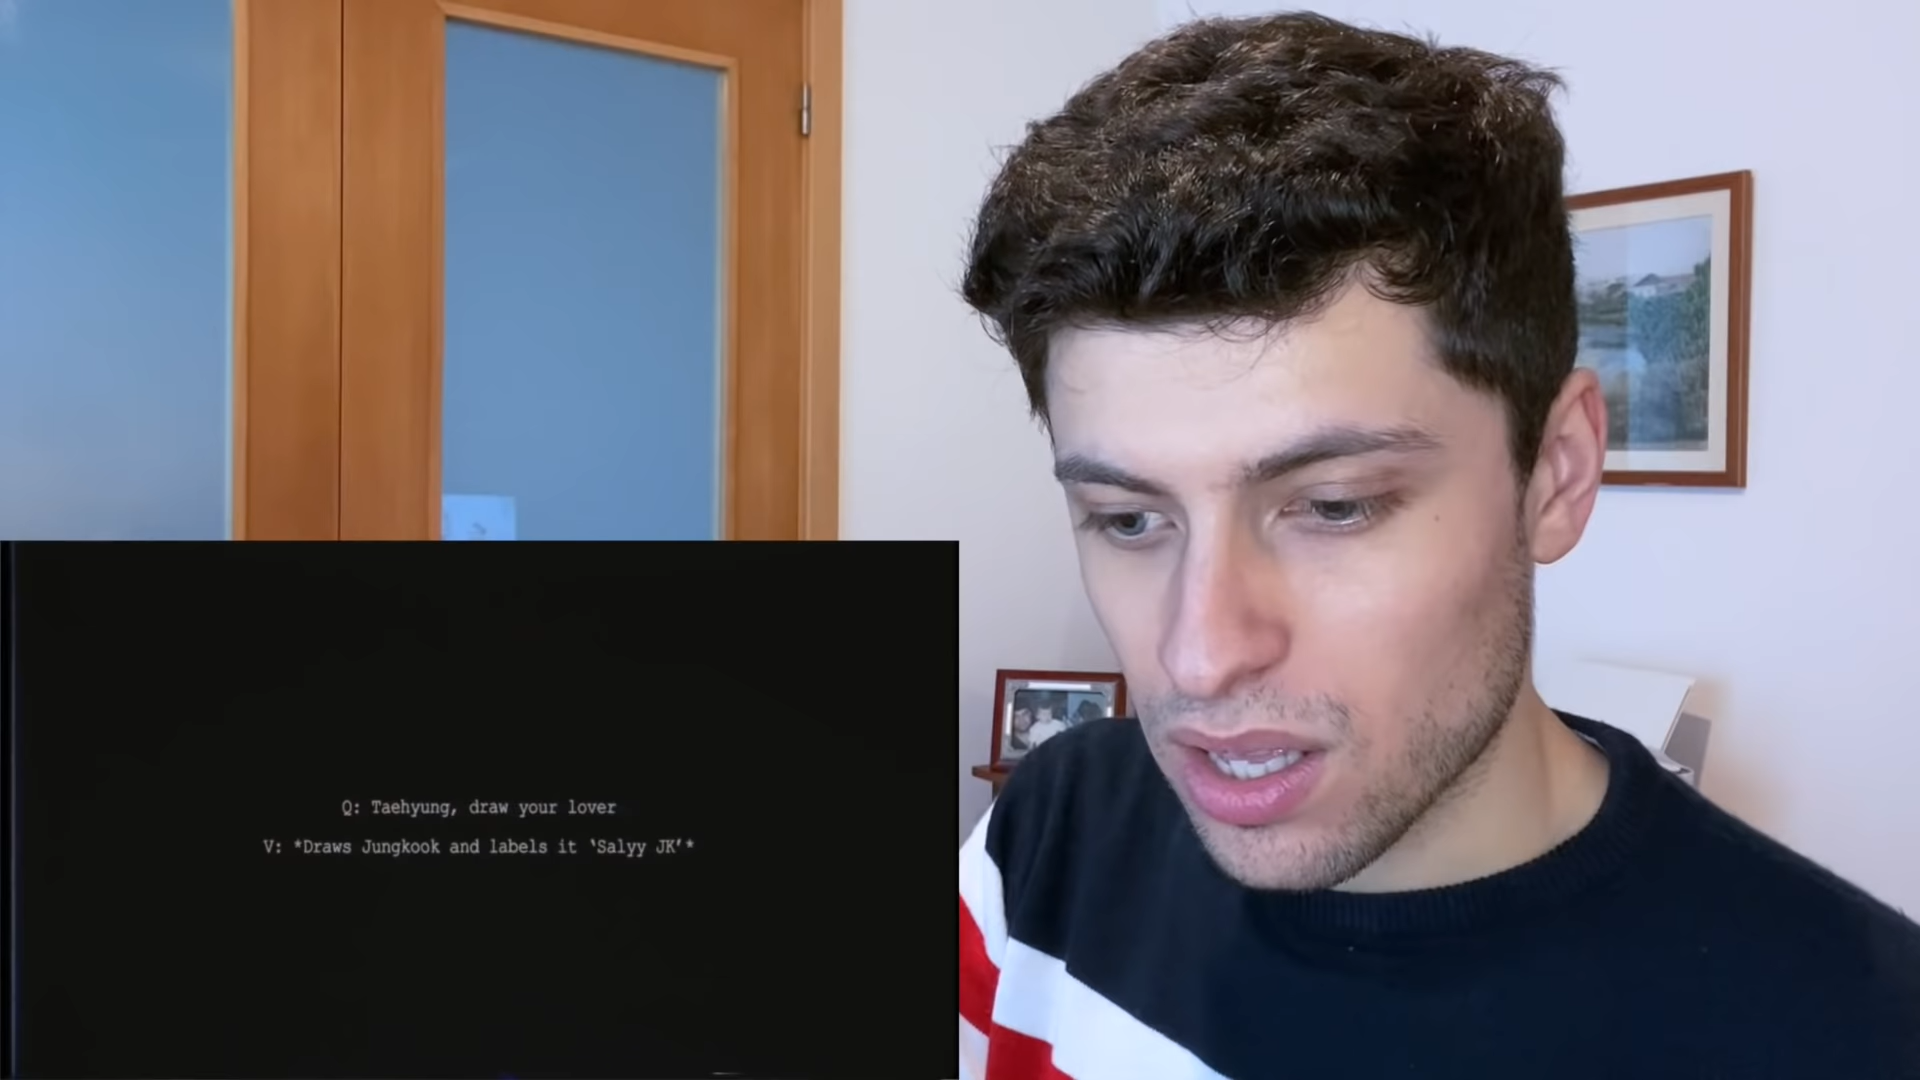 Q: Taehyung, draw your lover
V: *Draws Jungkook and labels it ‘Salyy JK’*